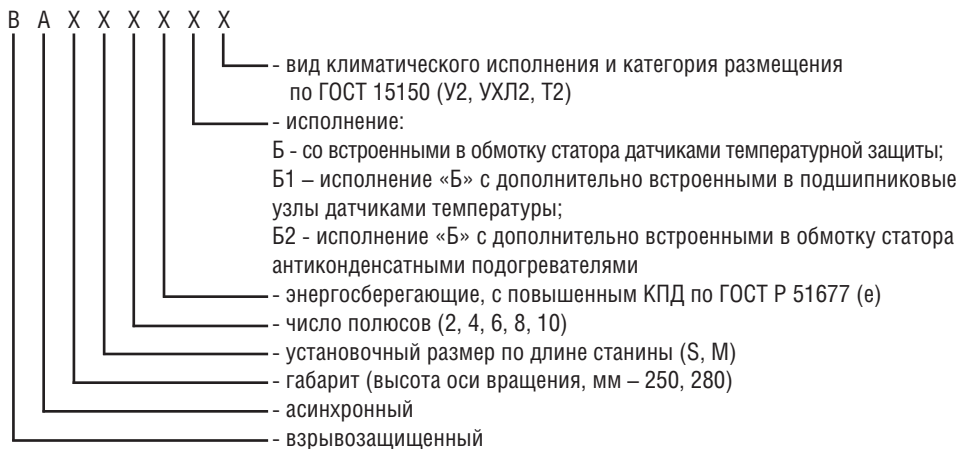 В А Х Х Х Х Х Х
- вид климатического исполнения и категория размещения
по ГОСТ 15150 (У2, УХЛ2, Т2)
- исполнение:
Б - со встроенными в обмотку статора датчиками температурной защиты;
Б1 – исполнение «Б» с дополнительно встроенными в подшипниковые
узлы датчиками температуры;
Б2 - исполнение «Б» с дополнительно встроенными в обмотку статора
антиконденсатными подогревателями
- энергосберегающие, с повышенным КПД по ГОСТ Р 51677 (е)
- число полюсов (2, 4, 6, 8, 10)
- установочный размер по длине станины (S, M)
- габарит (высота оси вращения, мм – 250, 280)
- асинхронный
- взрывозащищенный